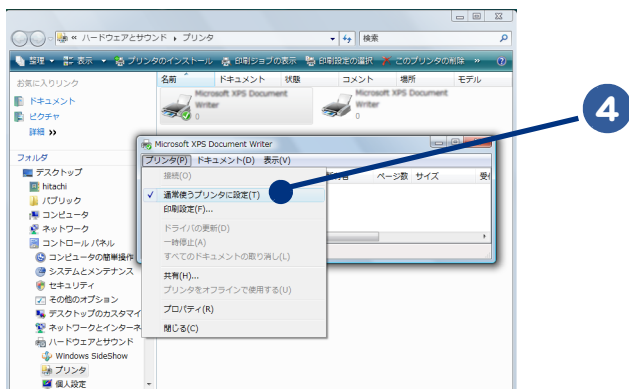 « ハードウェアとサウンド ▸ プリンタ
検索
整理 表示 プリンタのインストール 印刷ジョブの表示 印刷設定の選択 このプリンタの削除 »
お気に入りリンク
ドキュメント
ピクチャ
詳細 »
フォルダ
デスクトップ
hitachi
パブリック
コンピュータ
ネットワーク
コントロール パネル
コンピュータの簡単操作
システムとメンテナンス
セキュリティ
その他のオプション
デスクトップのカスタマイ
ネットワークとインターネ
ハードウェアとサウンド
Windows SideShow
プリンタ
個人設定
名前 ドキュメント 状態 コメント 場所 モデル
Microsoft XPS Document
Writer
0
Microsoft XPS Document
Writer
0
Microsoft XPS Document Writer
プリンタ(P) ドキュメント(D) 表示(V)
ページ数 サイズ 受
接続(O)
✓ 通常使うプリンタに設定(T)
印刷設定(F)...
ドライバの更新(D)
一時停止(A)
すべてのドキュメントの取り消し(L)
共有(H)...
プリンタをオフラインで使用する(U)
プロパティ(R)
閉じる(C)
4